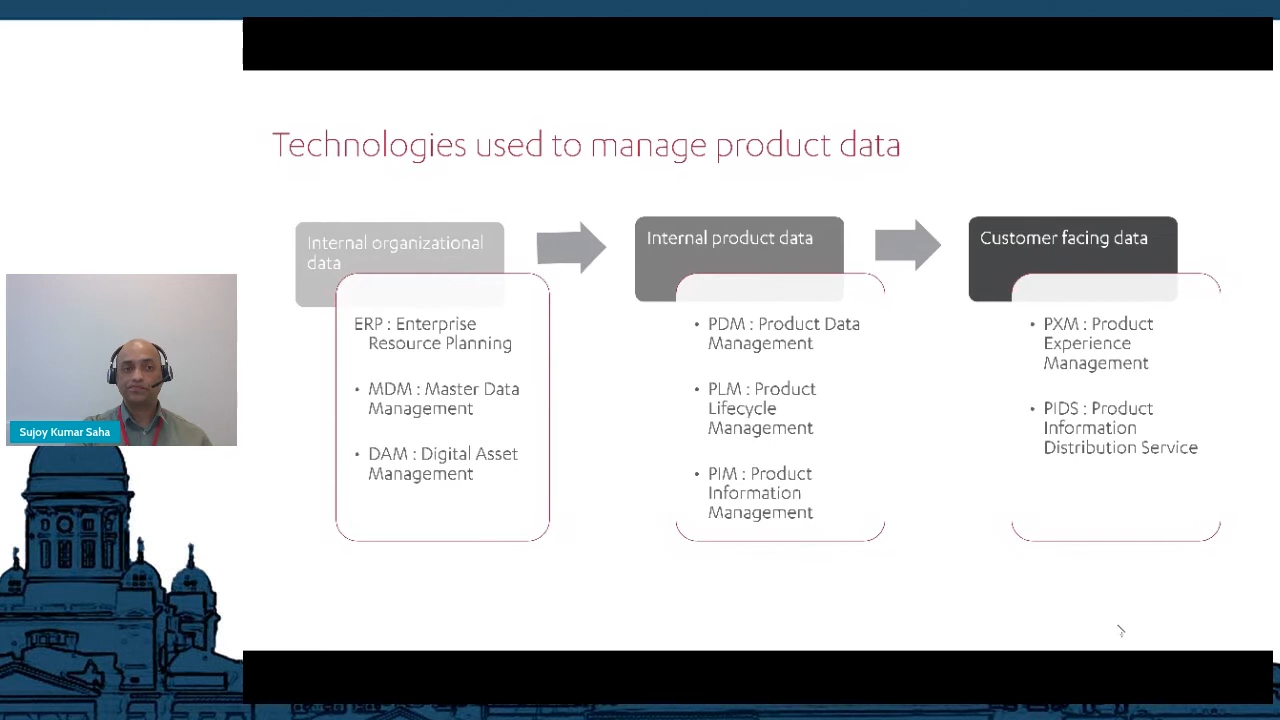 Technologies used to manage product data
Internal organizational
data
ERP : Enterprise
Resource Planning
• MDM : Master Data
Management
• DAM : Digital Asset
Management
Internal product data
• PDM : Product Data
Management
• PLM : Product
Lifecycle
Management
• PIM : Product
Information
Management
Customer facing data
• PXM : Product
Experience
Management
• PIDS : Product
Information
Distribution Service
Sujoy Kumar Saha